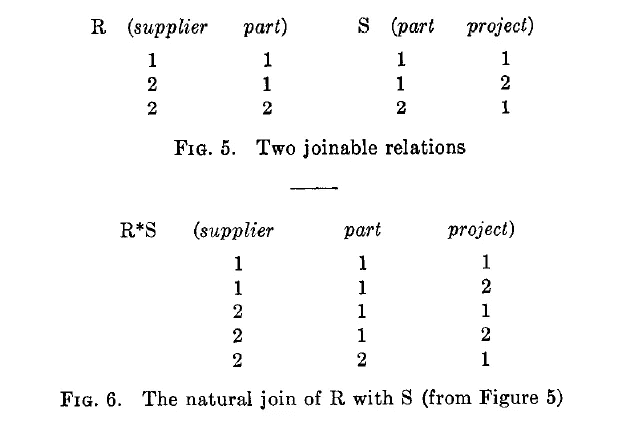 R (supplier part) S (part project)
1 1 1 1
2 1 1 2
2 2 2 1
FIG. 5. Two joinable relations
R*S (supplier part project)
1 1 1
1 1 2
2 1 1
2 1 2
2 2 1
FIG. 6. The natural join of R with S (from Figure 5)